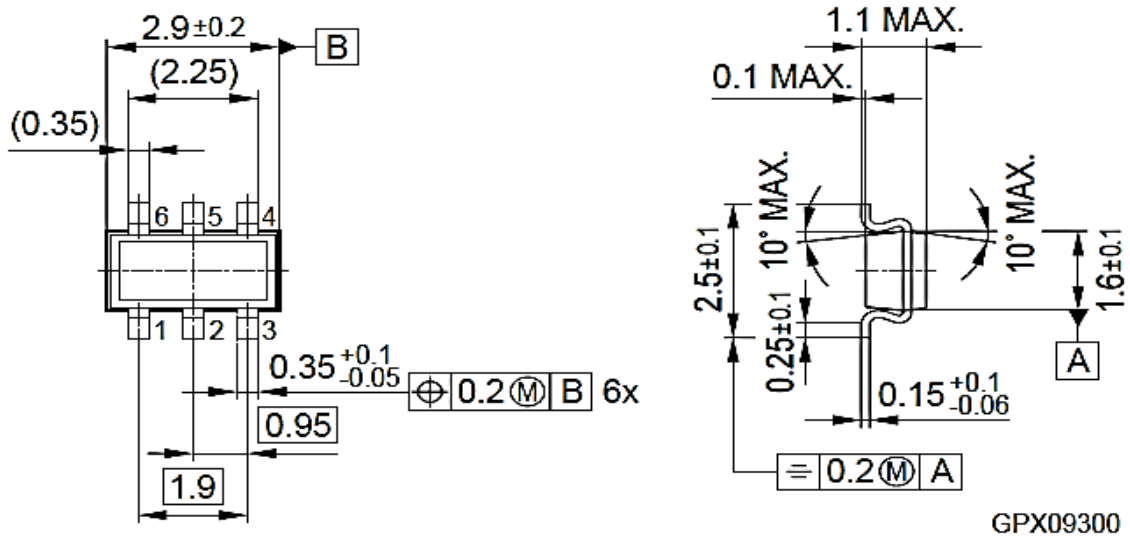 2.9±0.2
B
(2.25)
(0.35)
6 5 4
1 2 3
0.35 +0.1 -0.05
⌖ 0.2 Ⓜ B 6x
0.95
1.9
1.1 MAX.
0.1 MAX.
10° MAX.
10° MAX.
2.5±0.1
1.6±0.1
0.25±0.1
A
0.15 +0.1 -0.06
⌯ 0.2 Ⓜ A
GPX09300